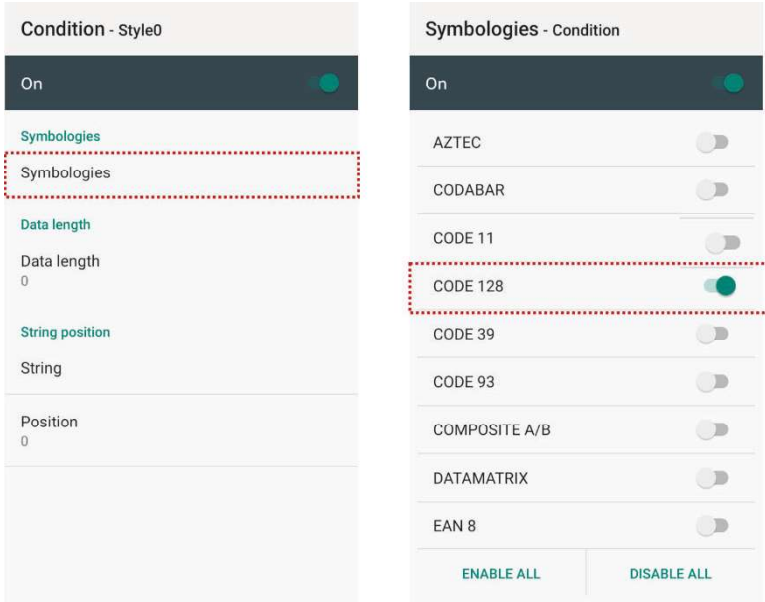 Condition - Style0
On
Symbologies
Symbologies
Data length
Data length
0
String position
String
Position
0
Symbologies - Condition
On
AZTEC
CODABAR
CODE 11
CODE 128
CODE 39
CODE 93
COMPOSITE A/B
DATAMATRIX
EAN 8
ENABLE ALL DISABLE ALL